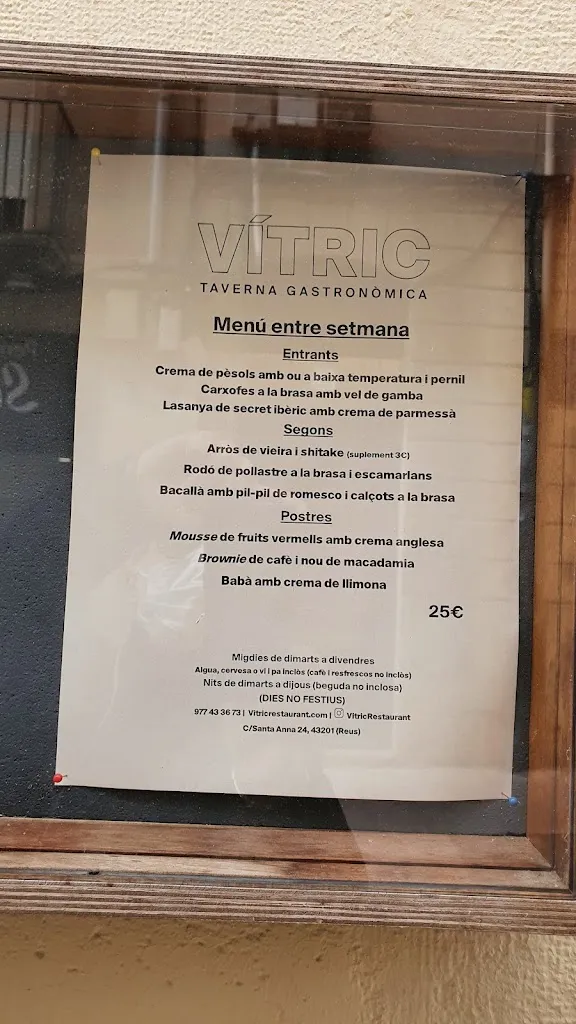 VÍTRIC
TAVERNA GASTRONÒMICA
Menú entre setmana
Entrants
Crema de pèsols amb ou a baixa temperatura i pernil
Carxofes a la brasa amb vel de gamba
Lasanya de secret ibèric amb crema de parmessà
Segons
Arròs de vieira i shitake (suplement 3€)
Rodó de pollastre a la brasa i escamarlans
Bacallà amb pil-pil de romesco i calçots a la brasa
Postres
Mousse de fruits vermells amb crema anglesa
Brownie de cafè i nou de macadamia
Babà amb crema de llimona
25€
Migdies de dimarts a divendres
Aigua, cervesa o vi i pa inclòs (cafè i resfrescos no inclòs)
Nits de dimarts a dijous (beguda no inclosa)
(DIES NO FESTIUS)
977 43 36 73 | Vitricrestaurant.com | VitricRestaurant
C/Santa Anna 24, 43201 (Reus)